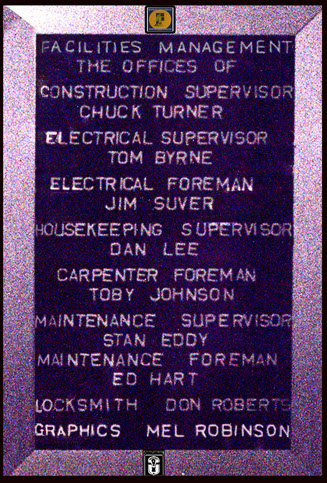 FACILITIES MANAGEMENT
THE OFFICES OF
CONSTRUCTION SUPERVISOR
CHUCK TURNER
ELECTRICAL SUPERVISOR
TOM BYRNE
ELECTRICAL FOREMAN
JIM SUVER
HOUSEKEEPING SUPERVISOR
DAN LEE
CARPENTER FOREMAN
TOBY JOHNSON
MAINTENANCE SUPERVISOR
STAN EDDY
MAINTENANCE FOREMAN
ED HART
LOCKSMITH DON ROBERTS
GRAPHICS MEL ROBINSON